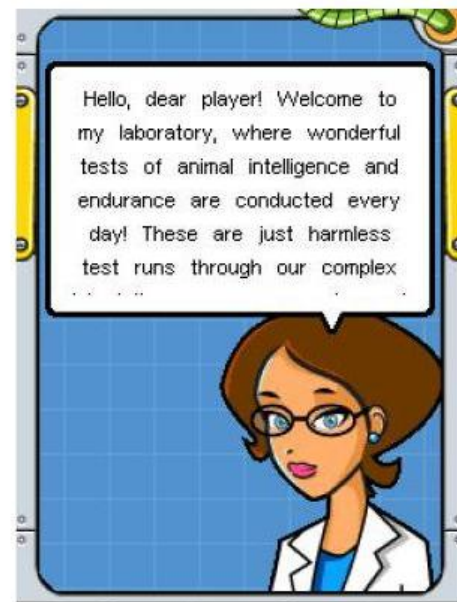 Hello, dear player! Welcome to
my laboratory, where wonderful
tests of animal intelligence and
endurance are conducted every
day! These are just harmless
test runs through our complex